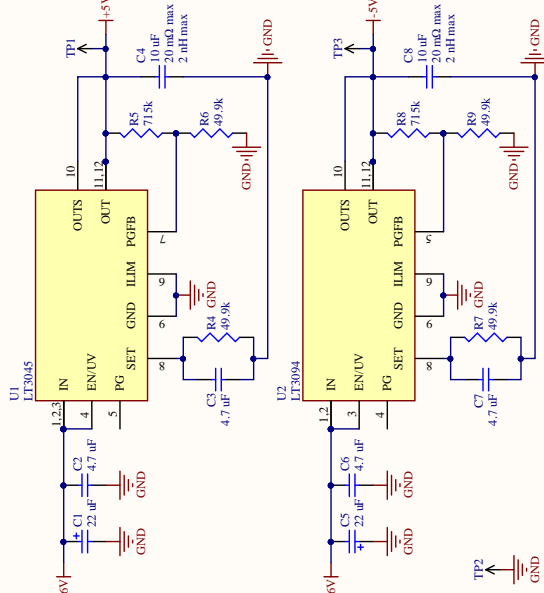 U1
LT3045
TP1
+5V
6V
1,2,3
IN
4
EN/UV
5
PG
OUTS
10
OUT
11,12
SET
8
GND
9
ILIM
6
PGFB
7
+
C1
22 uF
C2
4.7 uF
GND
GND
C3
4.7 uF
R4
49.9k
GND
R5
715k
R6
49.9k
GND
C4
10 uF
20 mΩ max
2 nH max
GND
U2
LT3094
TP3
-5V
6V
1,2
IN
3
EN/UV
4
PG
OUTS
10
OUT
11,12
SET
8
GND
9
ILIM
6
PGFB
5
C5
22 uF
+
C6
4.7 uF
GND
GND
C7
4.7 uF
R7
49.9k
GND
R8
715k
R9
49.9k
GND
C8
10 uF
20 mΩ max
2 nH max
GND
TP2
GND